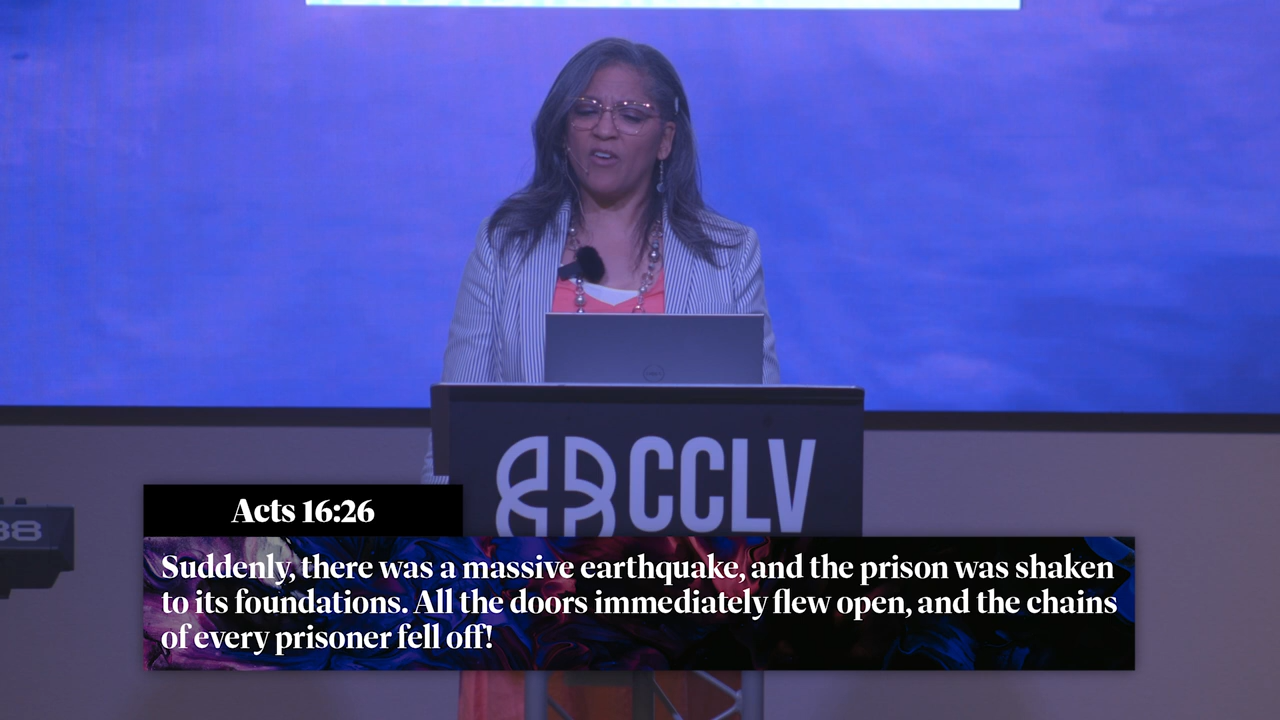 CCLV
38
Acts 16:26
Suddenly, there was a massive earthquake, and the prison was shaken
to its foundations. All the doors immediately flew open, and the chains
of every prisoner fell off!